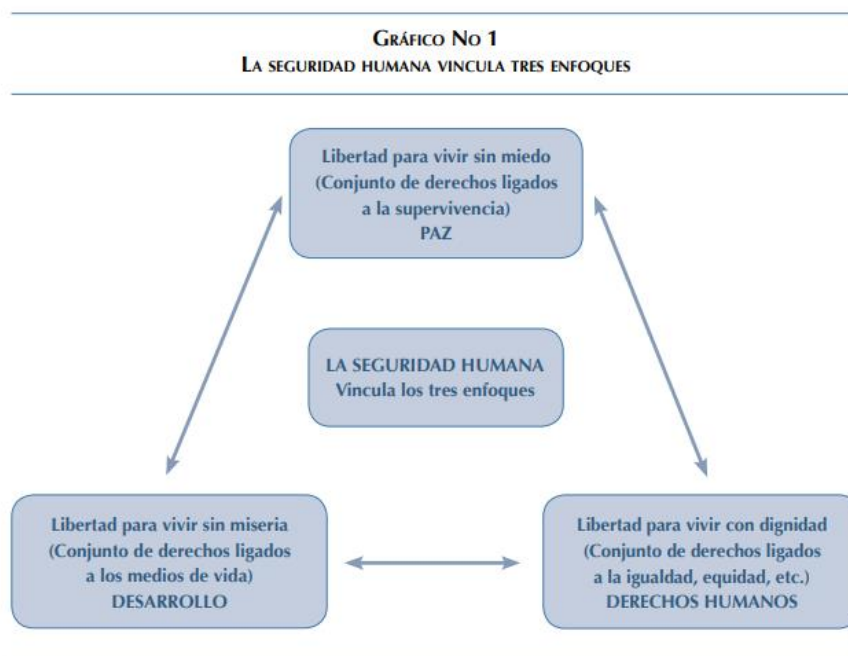 Gráfico No 1
La seguridad humana vincula tres enfoques
Libertad para vivir sin miedo
(Conjunto de derechos ligados
a la supervivencia)
PAZ
LA SEGURIDAD HUMANA
Vincula los tres enfoques
Libertad para vivir sin miseria
(Conjunto de derechos ligados
a los medios de vida)
DESARROLLO
Libertad para vivir con dignidad
(Conjunto de derechos ligados
a la igualdad, equidad, etc.)
DERECHOS HUMANOS